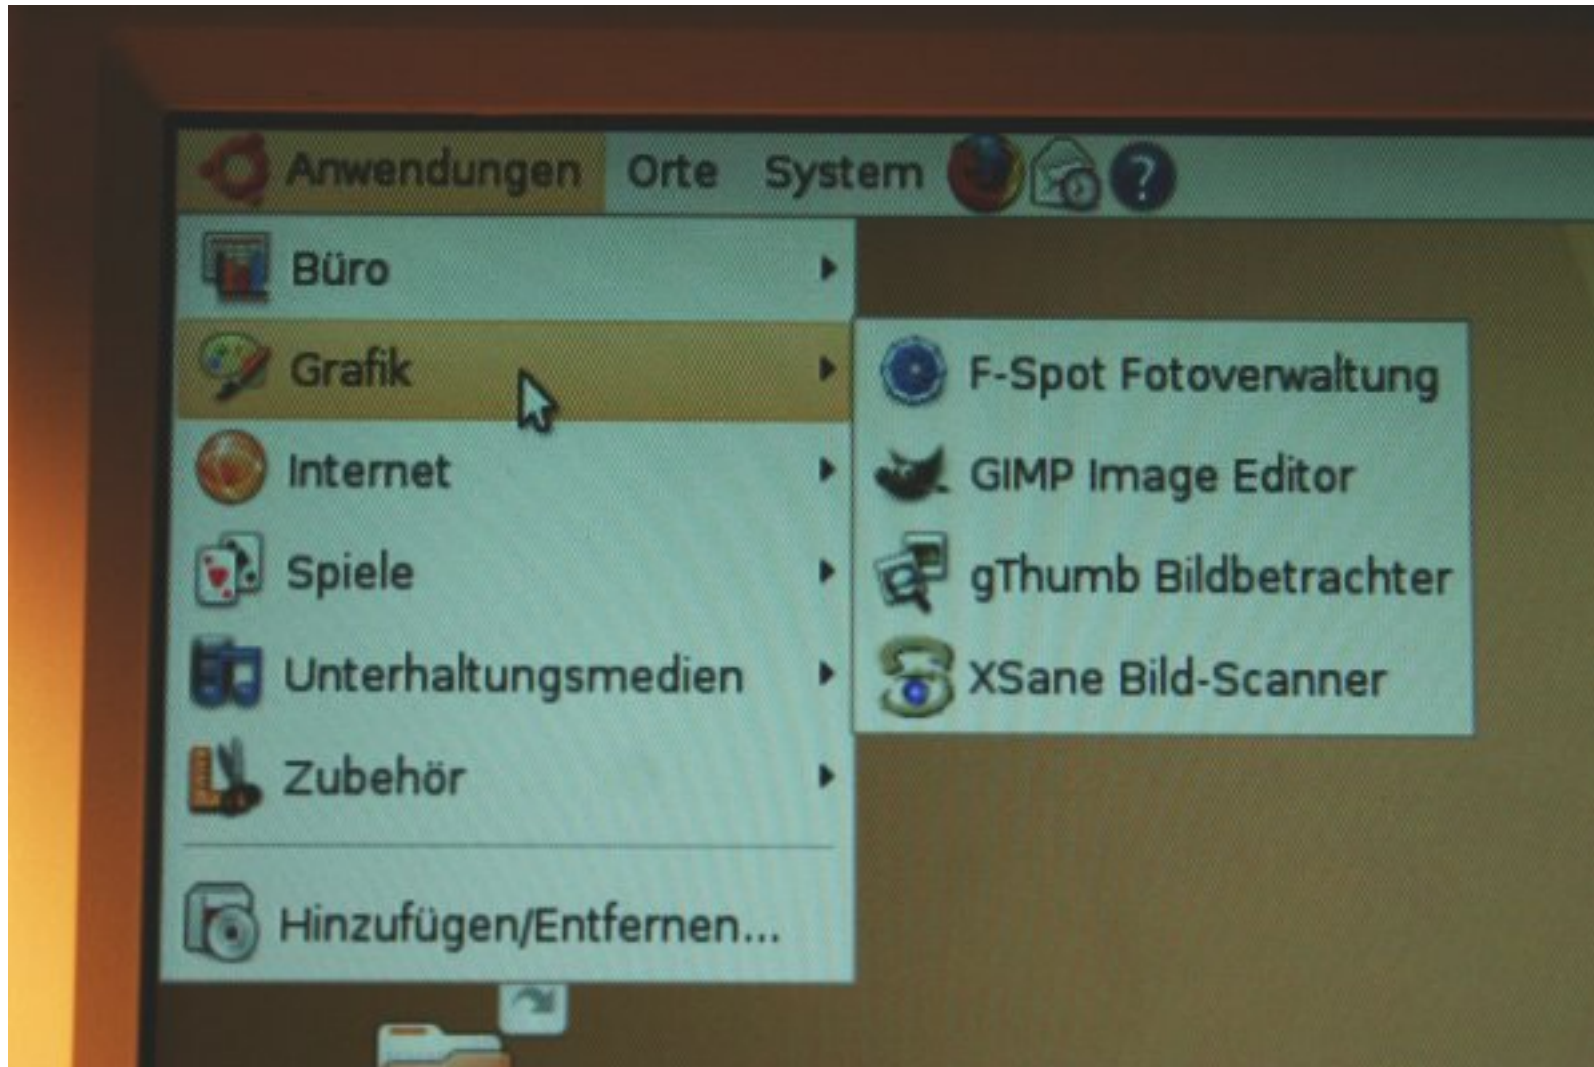 Anwendungen Orte System ?
Büro
Grafik
Internet
Spiele
Unterhaltungsmedien
Zubehör
Hinzufügen/Entfernen...
F-Spot Fotoverwaltung
GIMP Image Editor
gThumb Bildbetrachter
XSane Bild-Scanner